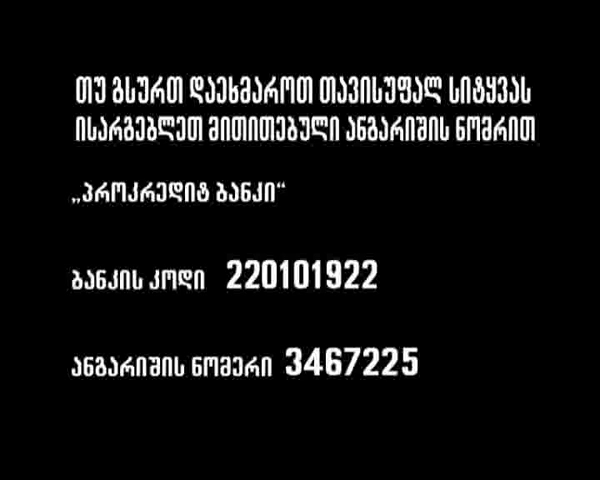 თუ გსურთ დაეხმაროთ თავისუფალ სიტყვას
ისარგებლეთ მითითებული ანგარიშის ნომრით
„პროკრედიტ ბანკი“
ბანკის კოდი 220101922
ანგარიშის ნომერი 3467225